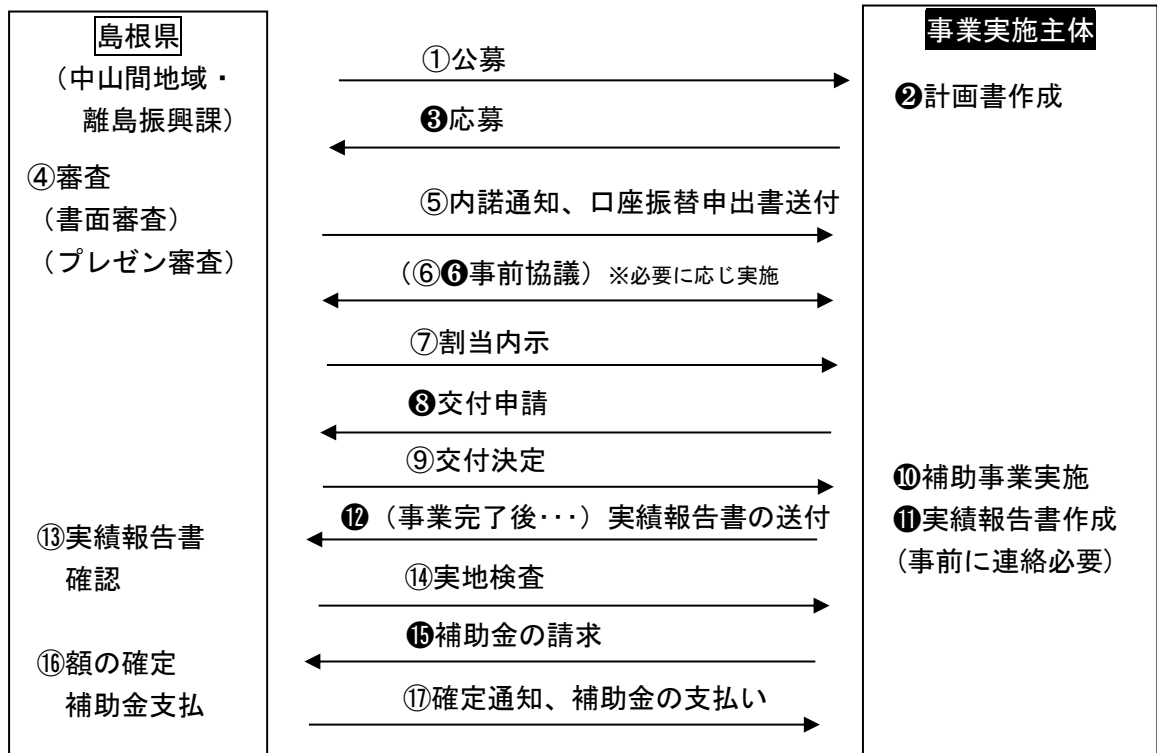 島根県
（中山間地域・
離島振興課）
事業実施主体
①公募
❷計画書作成
❸応募
④審査
（書面審査）
（プレゼン審査）
⑤内諾通知、口座振替申出書送付
（⑥❻事前協議）※必要に応じ実施
⑦割当内示
❽交付申請
⑨交付決定
❿補助事業実施
⓫実績報告書作成
（事前に連絡必要）
⓬（事業完了後･･･）実績報告書の送付
⑬実績報告書
確認
⑭実地検査
⓯補助金の請求
⑯額の確定
補助金支払
⑰確定通知、補助金の支払い